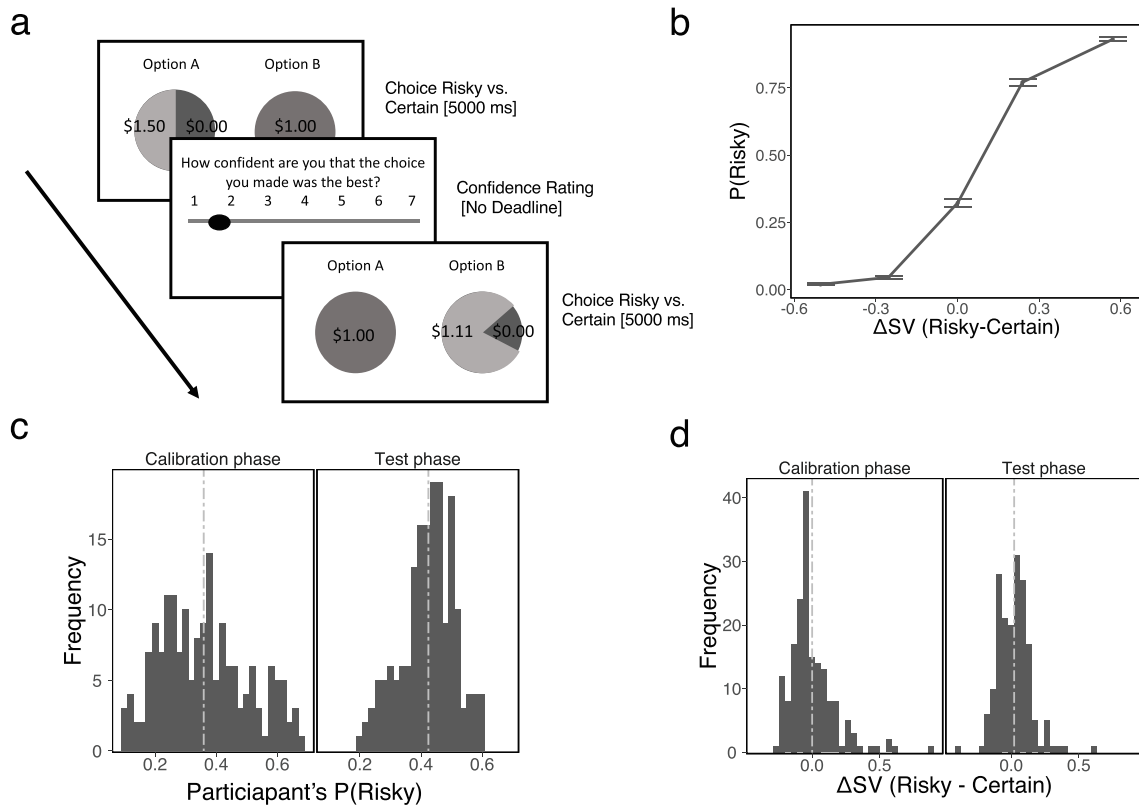 a
Option A
Option B
$1.50
$0.00
$1.00
Choice Risky vs.
Certain [5000 ms]
How confident are you that the choice
you made was the best?
1 2 3 4 5 6 7
Confidence Rating
[No Deadline]
Option A
Option B
$1.00
$1.11
$0.00
Choice Risky vs.
Certain [5000 ms]
b
P(Risky)
0.75
0.50
0.25
0.00
-0.6 -0.3 0.0 0.3 0.6
ΔSV (Risky-Certain)
c
Calibration phase
Test phase
Frequency
15
10
5
0
0.2 0.4 0.6 0.2 0.4 0.6
Particiapant's P(Risky)
d
Calibration phase
Test phase
Frequency
40
30
20
10
0
0.0 0.5 0.0 0.5
ΔSV (Risky - Certain)